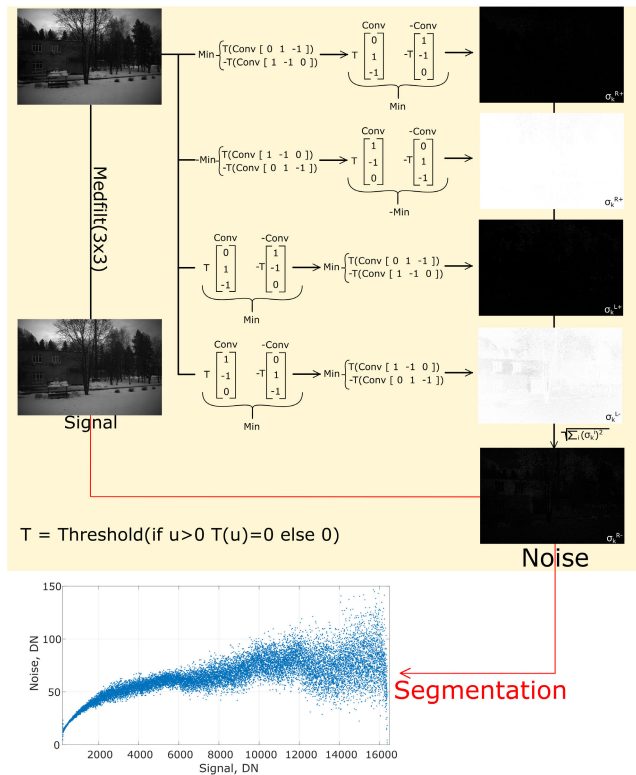 Medfilt(3x3)
Signal
Min
T(Conv [ 0 1 -1 ])
-T(Conv [ 1 -1 0 ])
Conv
-Conv
T
0
1
-1
-T
1
-1
0
Min
σₖᴿ⁺
-Min
T(Conv [ 1 -1 0 ])
-T(Conv [ 0 1 -1 ])
Conv
-Conv
T
1
-1
0
-T
0
1
-1
-Min
σₖᴿ⁺
Conv
-Conv
T
0
1
-1
-T
1
-1
0
Min
Min
T(Conv [ 0 1 -1 ])
-T(Conv [ 1 -1 0 ])
σₖᴸ⁺
Conv
-Conv
T
1
-1
0
-T
0
1
-1
Min
Min
T(Conv [ 1 -1 0 ])
-T(Conv [ 0 1 -1 ])
σₖᴸ⁻
√∑ᵢ(σₖⁱ)²
σₖᴿ⁻
T = Threshold(if u>0 T(u)=0 else 0)
Noise
Segmentation
Noise, DN
150
100
50
0
2000 4000 6000 8000 10000 12000 14000 16000
Signal, DN